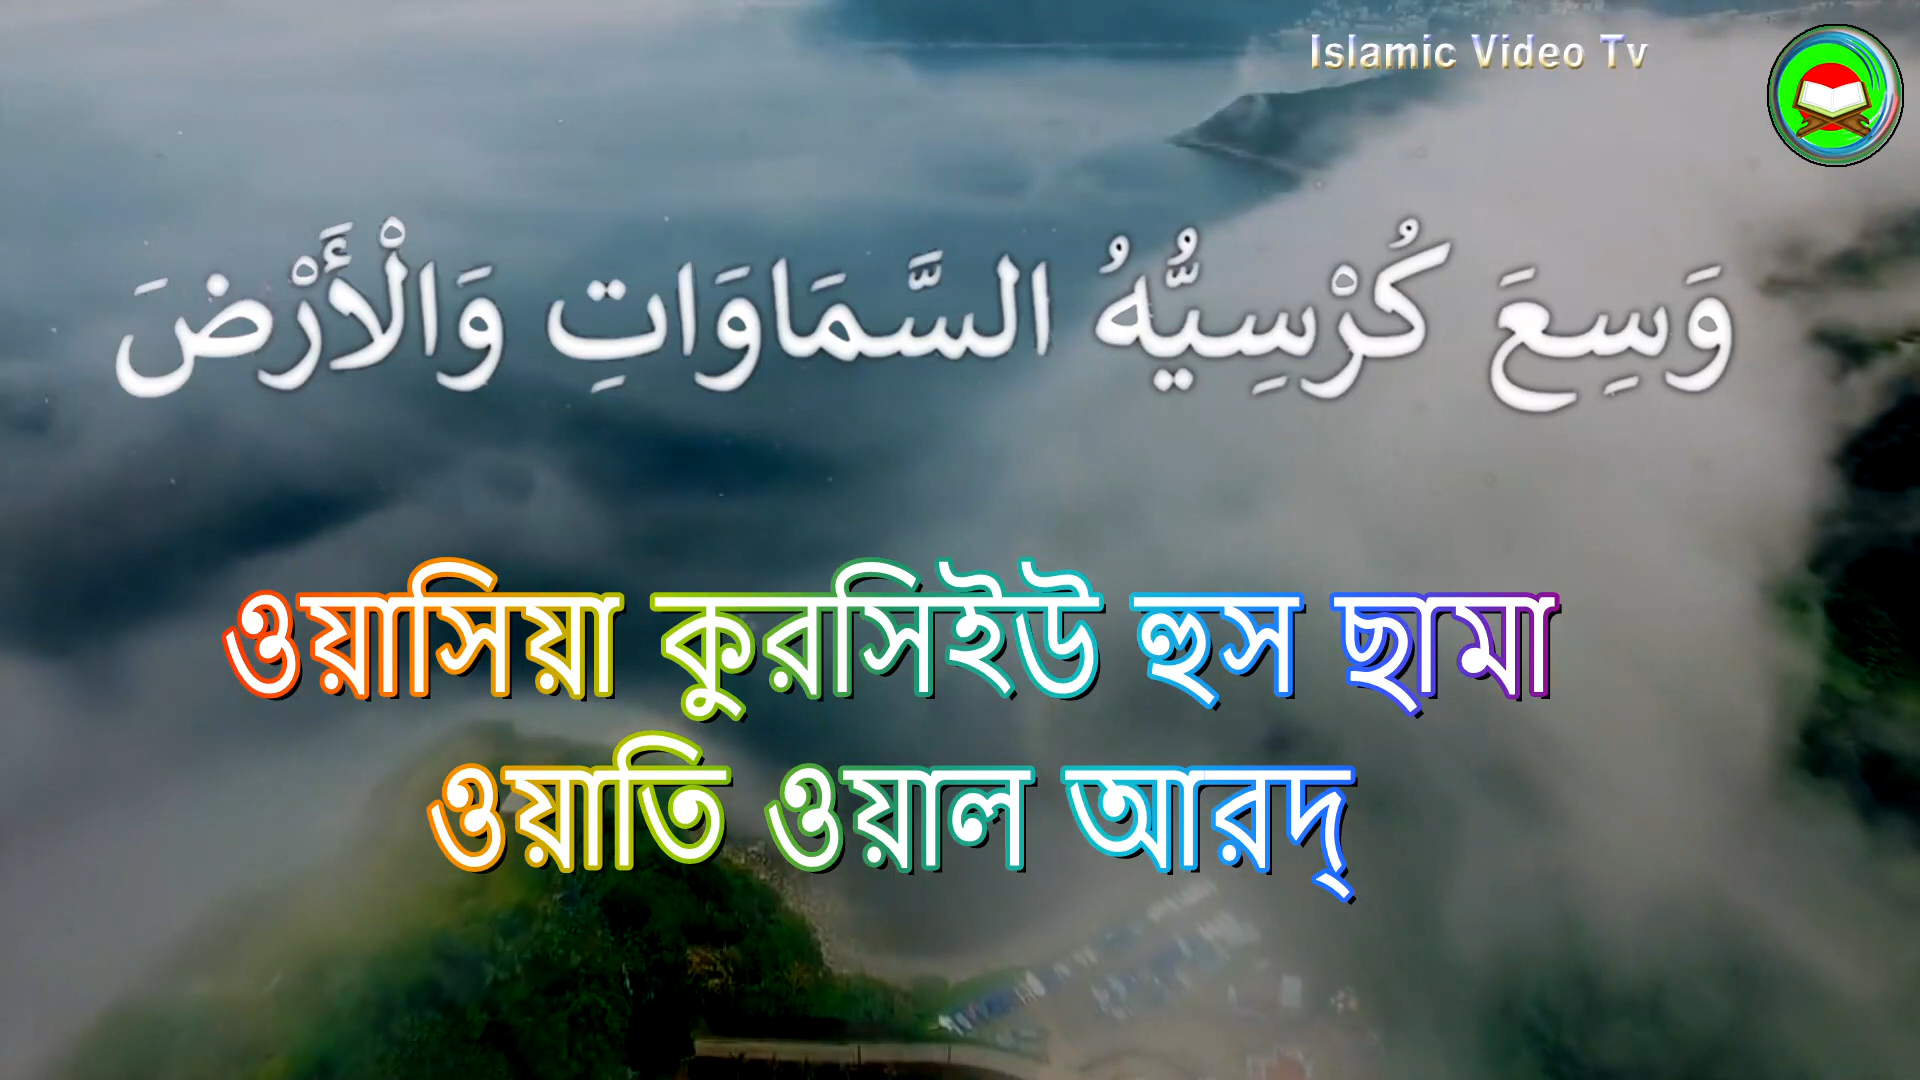 Islamic Video Tv
وَسِعَ كُرْسِيُّهُ السَّمَاوَاتِ وَالْأَرْضَ
ওয়াসিয়া কুরসিইউ হুস ছামা
ওয়াতি ওয়াল আরদ্